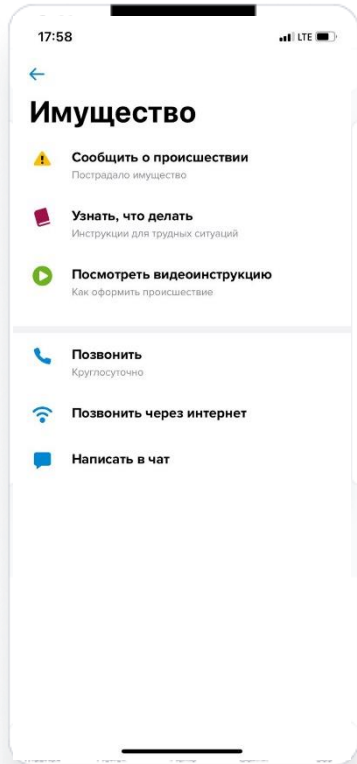 17:58
LTE
Имущество
Сообщить о происшествии
Пострадало имущество
Узнать, что делать
Инструкции для трудных ситуаций
Посмотреть видеоинструкцию
Как оформить происшествие
Позвонить
Круглосуточно
Позвонить через интернет
Написать в чат